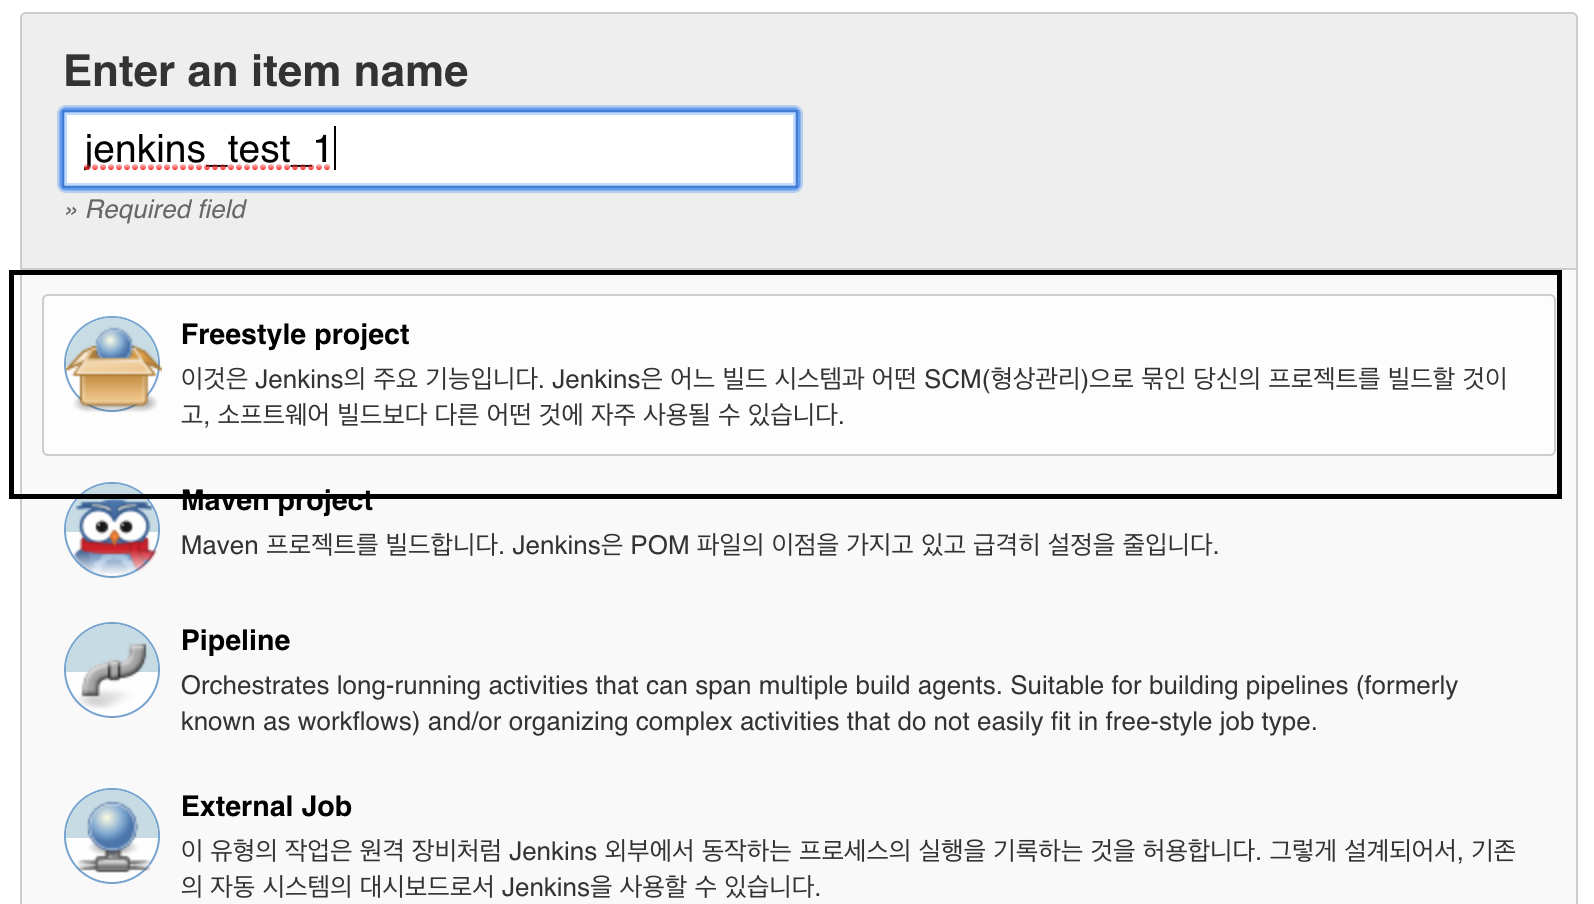 Enter an item name
jenkins_test_1
» Required field
Freestyle project
이것은 Jenkins의 주요 기능입니다. Jenkins은 어느 빌드 시스템과 어떤 SCM(형상관리)으로 묶인 당신의 프로젝트를 빌드할 것이
고, 소프트웨어 빌드보다 다른 어떤 것에 자주 사용될 수 있습니다.
Maven project
Maven 프로젝트를 빌드합니다. Jenkins은 POM 파일의 이점을 가지고 있고 급격히 설정을 줄입니다.
Pipeline
Orchestrates long-running activities that can span multiple build agents. Suitable for building pipelines (formerly
known as workflows) and/or organizing complex activities that do not easily fit in free-style job type.
External Job
이 유형의 작업은 원격 장비처럼 Jenkins 외부에서 동작하는 프로세스의 실행을 기록하는 것을 허용합니다. 그렇게 설계되어서, 기존
의 자동 시스템의 대시보드로서 Jenkins을 사용할 수 있습니다.